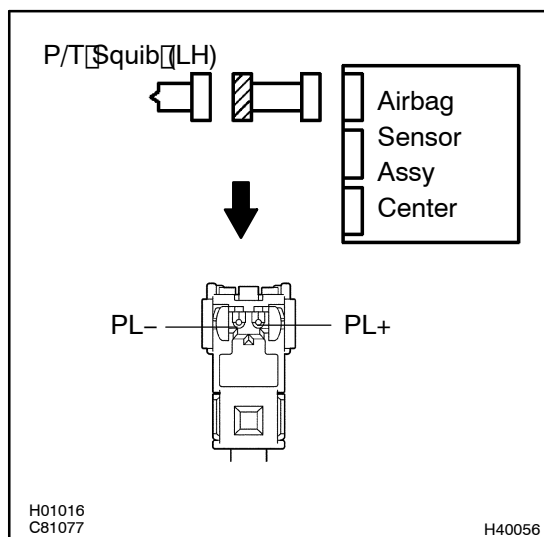 P/T Squib (LH)
Airbag
Sensor
Assy
Center
PL−
PL+
H01016
C81077
H40056